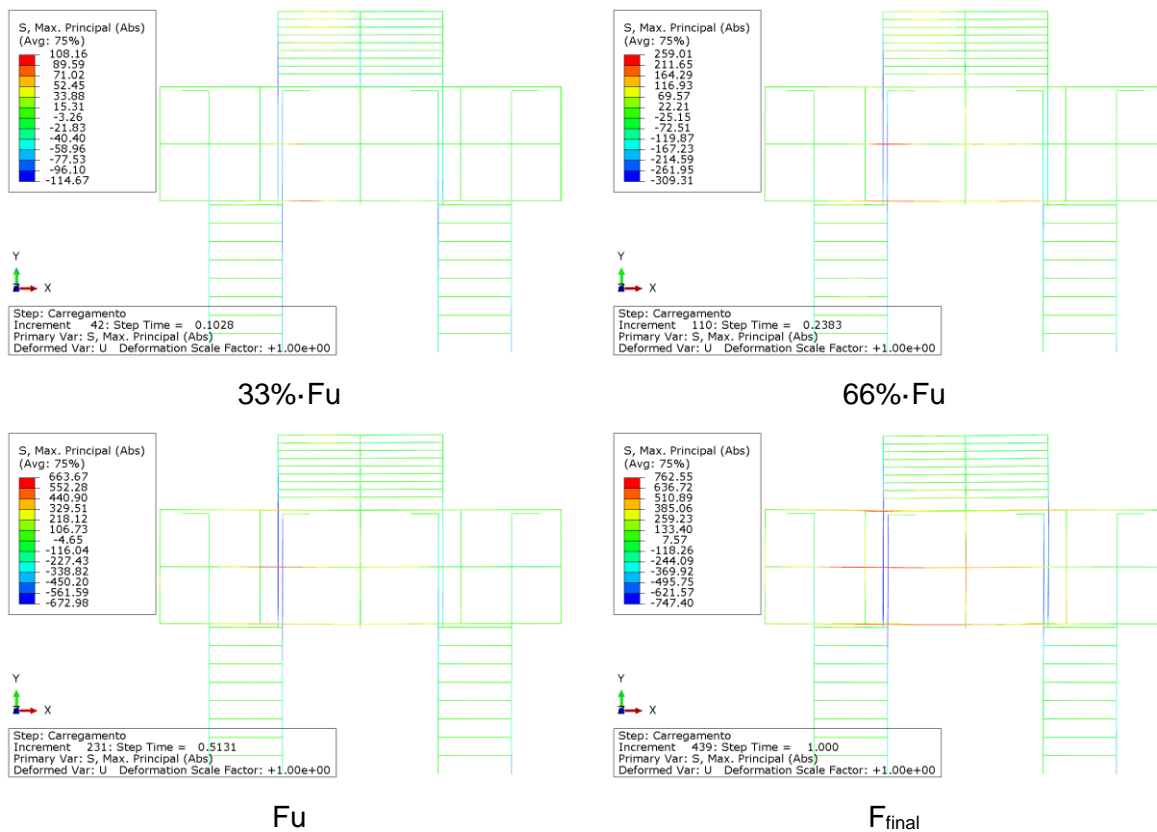 S, Max. Principal (Abs)
(Avg: 75%)
108.16
89.59
71.02
52.45
33.88
15.31
-3.26
-21.83
-40.40
-58.96
-77.53
-96.10
-114.67
Y
Z X
Step: Carregamento
Increment 42: Step Time = 0.1028
Primary Var: S, Max. Principal (Abs)
Deformed Var: U Deformation Scale Factor: +1.00e+00
33%·Fu
S, Max. Principal (Abs)
(Avg: 75%)
259.01
211.65
164.29
116.93
69.57
22.21
-25.15
-72.51
-119.87
-167.23
-214.59
-261.95
-309.31
Y
Z X
Step: Carregamento
Increment 110: Step Time = 0.2383
Primary Var: S, Max. Principal (Abs)
Deformed Var: U Deformation Scale Factor: +1.00e+00
66%·Fu
S, Max. Principal (Abs)
(Avg: 75%)
663.67
552.28
440.90
329.51
218.12
106.73
-4.65
-116.04
-227.43
-338.82
-450.20
-561.59
-672.98
Y
Z X
Step: Carregamento
Increment 231: Step Time = 0.5131
Primary Var: S, Max. Principal (Abs)
Deformed Var: U Deformation Scale Factor: +1.00e+00
Fu
S, Max. Principal (Abs)
(Avg: 75%)
762.55
636.72
510.89
385.06
259.23
133.40
7.57
-118.26
-244.09
-369.92
-495.75
-621.57
-747.40
Y
Z X
Step: Carregamento
Increment 439: Step Time = 1.000
Primary Var: S, Max. Principal (Abs)
Deformed Var: U Deformation Scale Factor: +1.00e+00
Ffinal